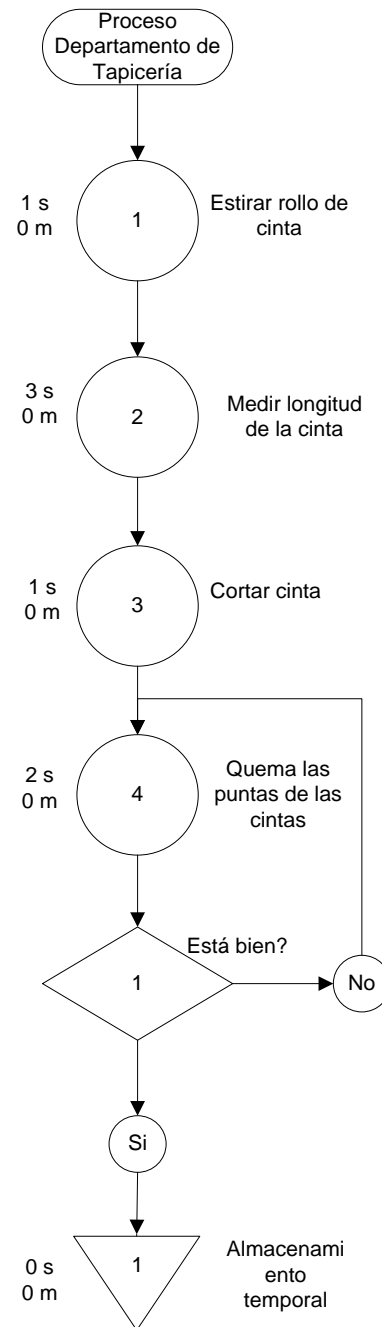 Proceso
Departamento de
Tapicería
1 s
0 m
1
Estirar rollo de
cinta
3 s
0 m
2
Medir longitud
de la cinta
1 s
0 m
3
Cortar cinta
2 s
0 m
4
Quema las
puntas de las
cintas
Está bien?
1
No
Si
0 s
0 m
1
Almacenami
ento
temporal